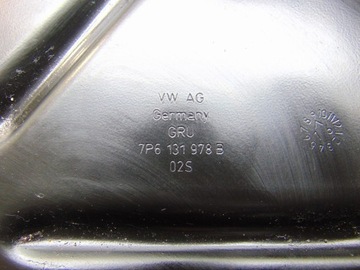 VW AG
Germany
GRU
7P6 131 978 B
02S